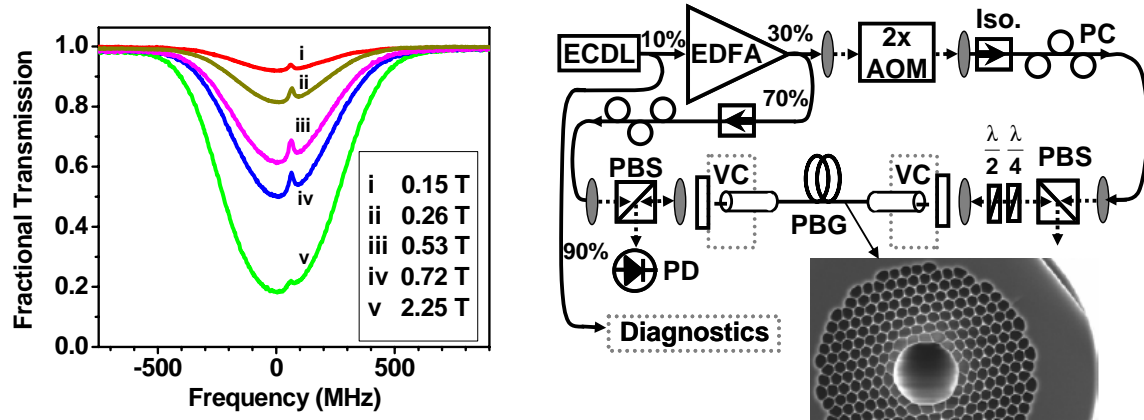 Fractional Transmission
1.0
0.8
0.6
0.4
0.2
0.0
-500
0
500
Frequency (MHz)
i
ii
iii
iv
v
i 0.15 T
ii 0.26 T
iii 0.53 T
iv 0.72 T
v 2.25 T
ECDL
10%
EDFA
30%
2x
AOM
Iso.
PC
70%
90%
PBS
VC
PBG
VC
λ/2
λ/4
PBS
PD
Diagnostics